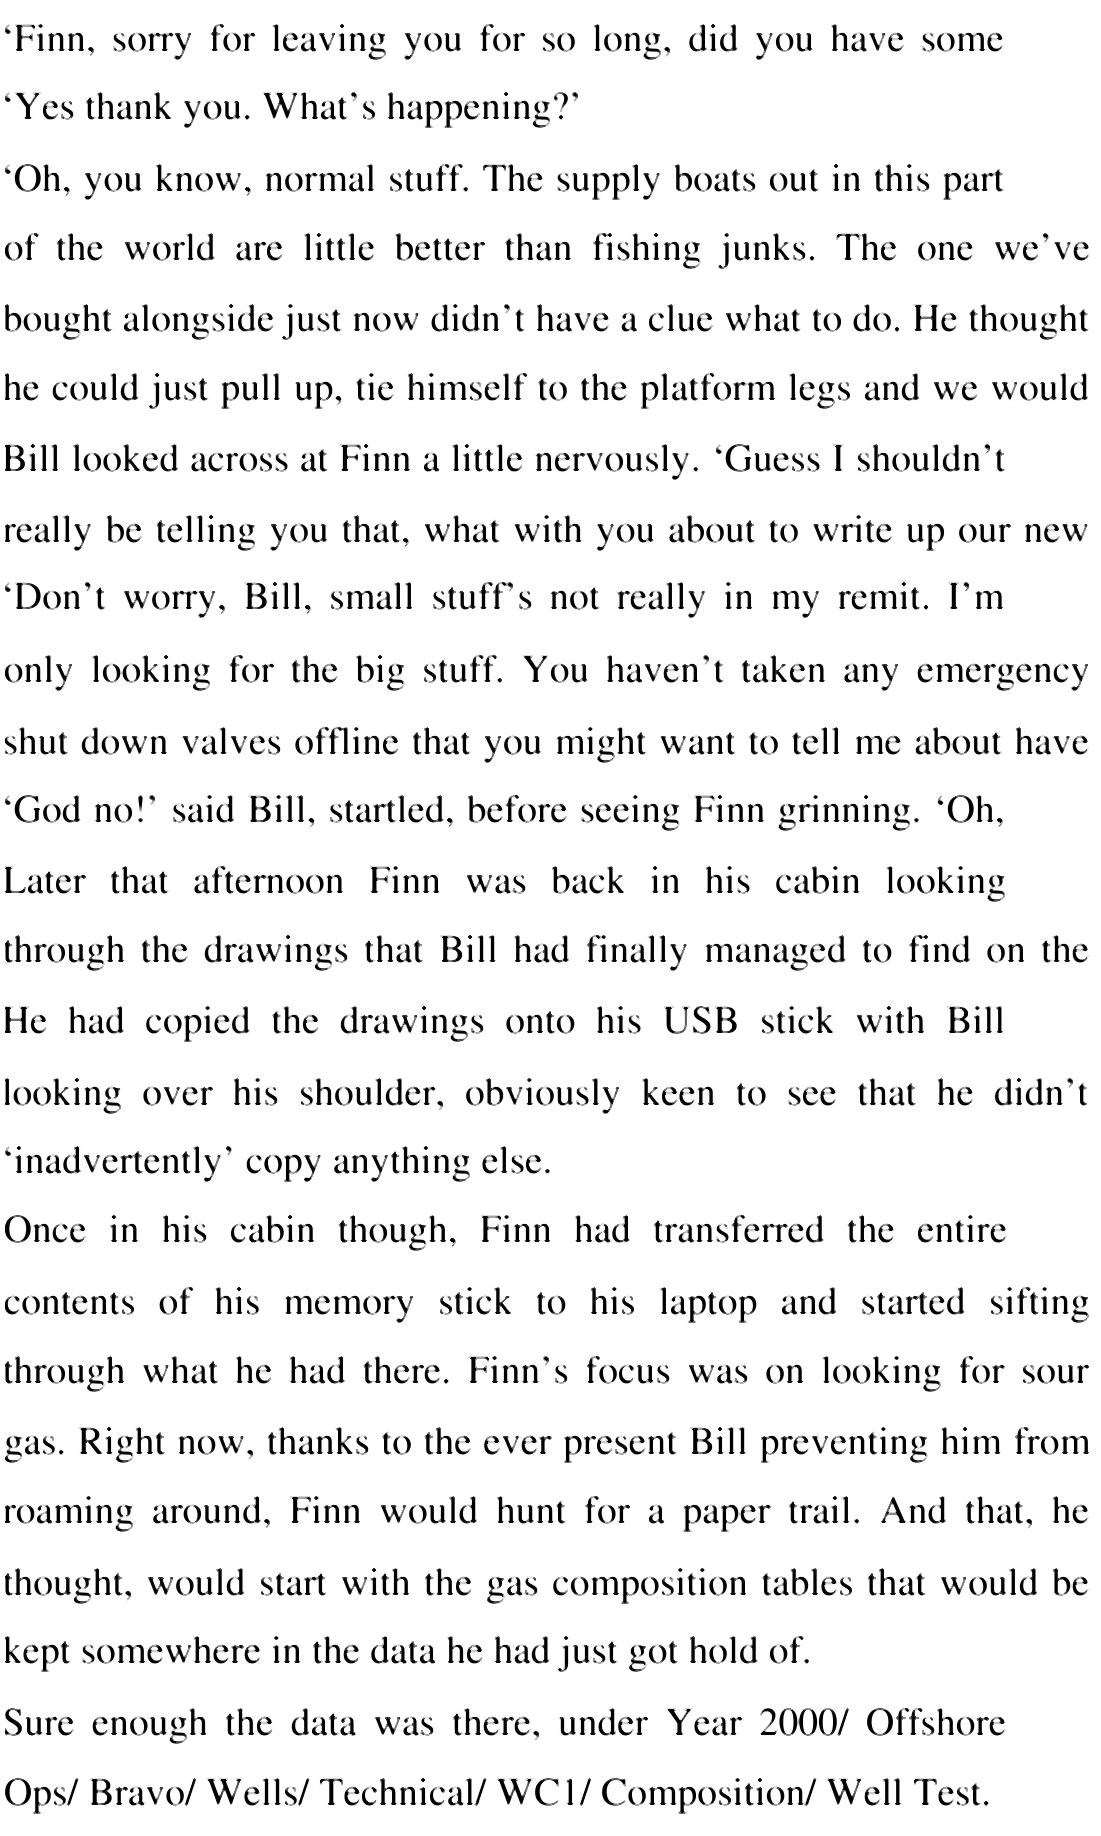 ‘Finn, sorry for leaving you for so long, did you have some
‘Yes thank you. What’s happening?’
‘Oh, you know, normal stuff. The supply boats out in this part
of the world are little better than fishing junks. The one we’ve
bought alongside just now didn’t have a clue what to do. He thought
he could just pull up, tie himself to the platform legs and we would
Bill looked across at Finn a little nervously. ‘Guess I shouldn’t
really be telling you that, what with you about to write up our new
‘Don’t worry, Bill, small stuff’s not really in my remit. I’m
only looking for the big stuff. You haven’t taken any emergency
shut down valves offline that you might want to tell me about have
‘God no!’ said Bill, startled, before seeing Finn grinning. ‘Oh,
Later that afternoon Finn was back in his cabin looking
through the drawings that Bill had finally managed to find on the
He had copied the drawings onto his USB stick with Bill
looking over his shoulder, obviously keen to see that he didn’t
‘inadvertently’ copy anything else.
Once in his cabin though, Finn had transferred the entire
contents of his memory stick to his laptop and started sifting
through what he had there. Finn’s focus was on looking for sour
gas. Right now, thanks to the ever present Bill preventing him from
roaming around, Finn would hunt for a paper trail. And that, he
thought, would start with the gas composition tables that would be
kept somewhere in the data he had just got hold of.
Sure enough the data was there, under Year 2000/ Offshore
Ops/ Bravo/ Wells/ Technical/ WC1/ Composition/ Well Test.